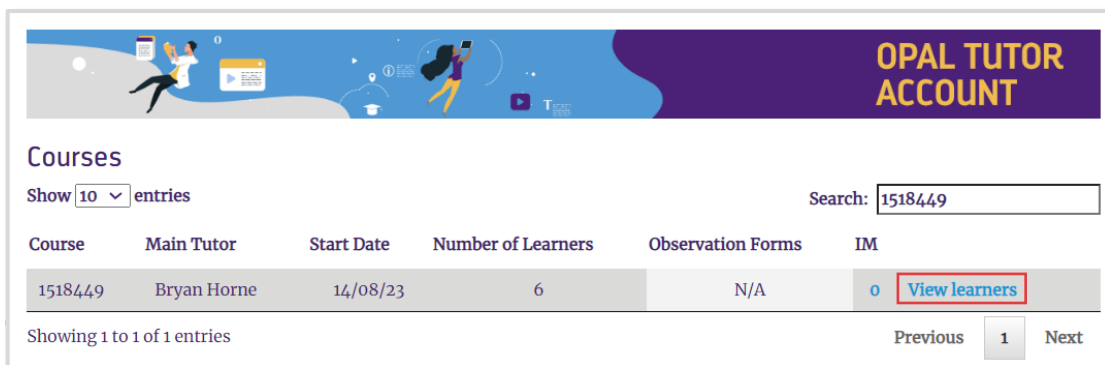 OPAL TUTOR
ACCOUNT
Courses
Show 10 entries
Search: 1518449
Course Main Tutor Start Date Number of Learners Observation Forms IM
1518449 Bryan Horne 14/08/23 6 N/A 0 View learners
Showing 1 to 1 of 1 entries
Previous 1 Next